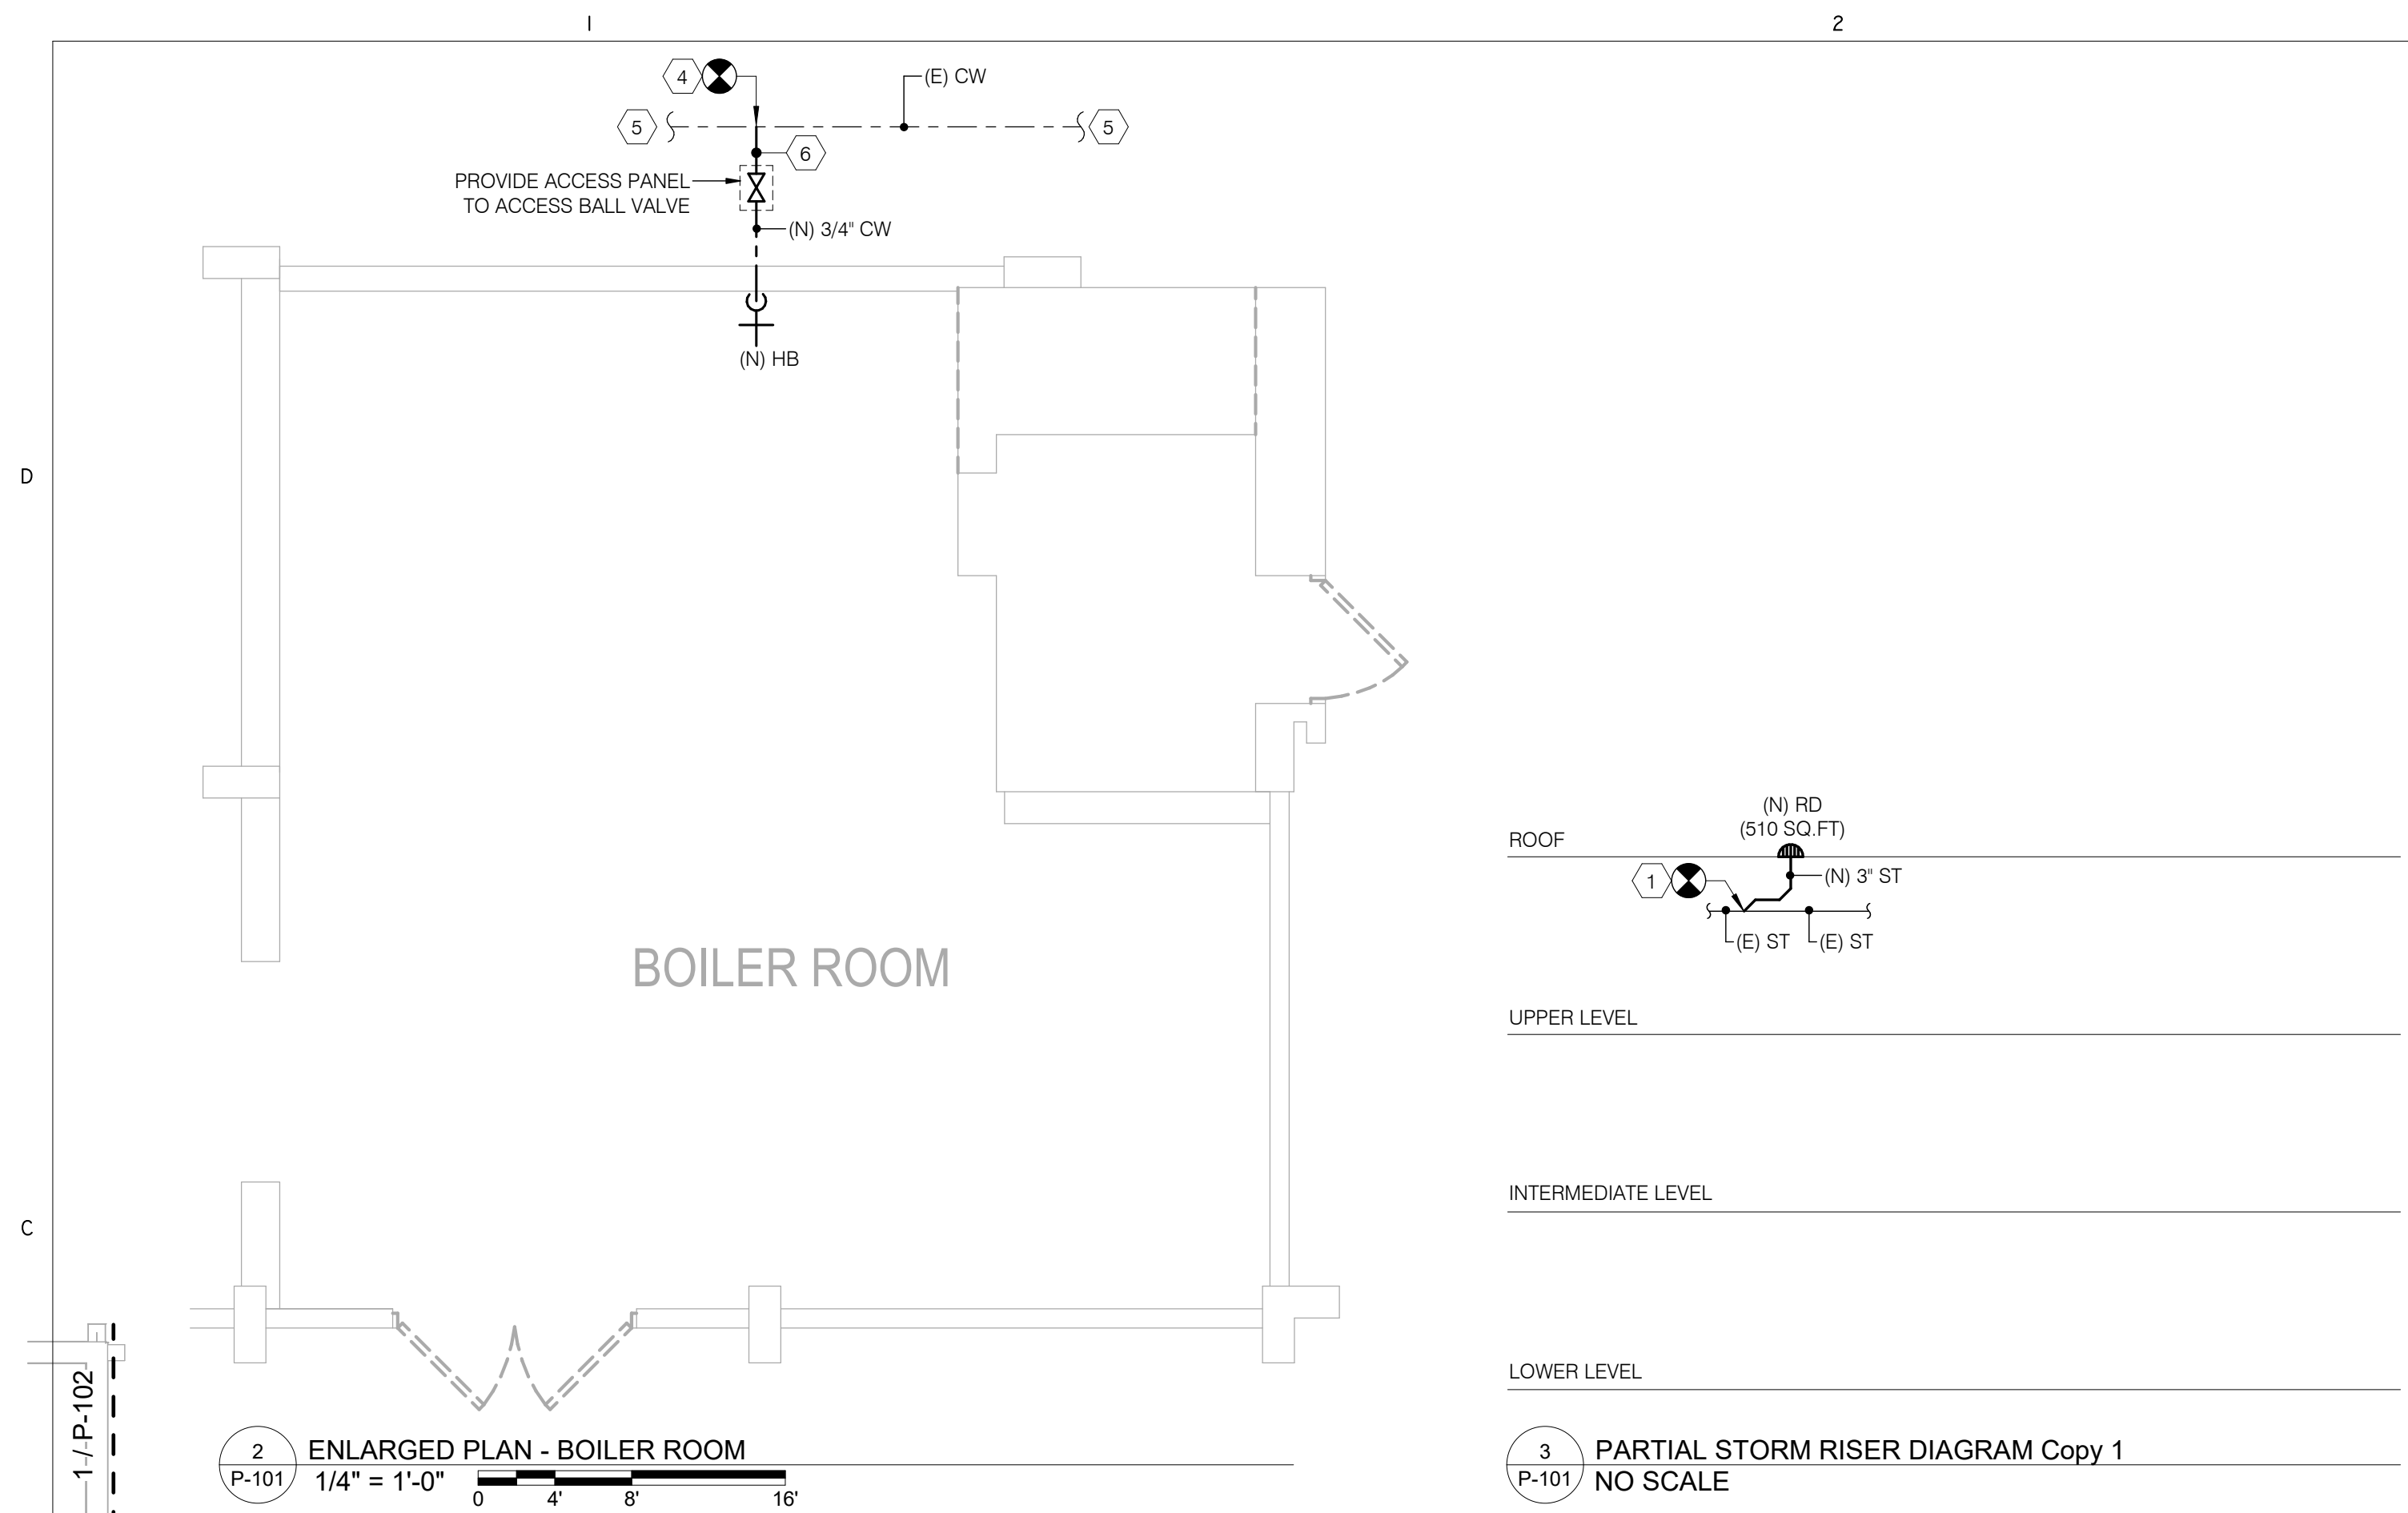 1
2
4
(E) CW
5
5
6
PROVIDE ACCESS PANEL
TO ACCESS BALL VALVE
(N) 3/4" CW
(N) HB
D
(N) RD
(510 SQ.FT)
ROOF
1
(N) 3" ST
(E) ST
(E) ST
BOILER ROOM
UPPER LEVEL
INTERMEDIATE LEVEL
C
LOWER LEVEL
1 / P-102
2
P-101
ENLARGED PLAN - BOILER ROOM
1/4" = 1'-0"
0 4' 8' 16'
3
P-101
PARTIAL STORM RISER DIAGRAM Copy 1
NO SCALE